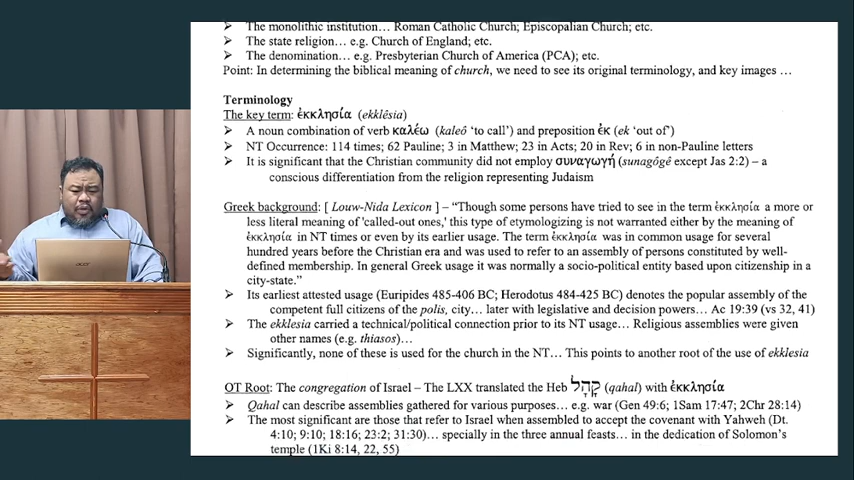 ➢ The monolithic institution… Roman Catholic Church; Episcopalian Church; etc.
➢ The state religion… e.g. Church of England; etc.
➢ The denomination… e.g. Presbyterian Church of America (PCA); etc.
Point: In determining the biblical meaning of church, we need to see its original terminology, and key images …
Terminology
The key term: ἐκκλησία (ekklêsia)
➢ A noun combination of verb καλέω (kaleô ‘to call’) and preposition ἐκ (ek ‘out of’)
➢ NT Occurrence: 114 times; 62 Pauline; 3 in Matthew; 23 in Acts; 20 in Rev; 6 in non-Pauline letters
➢ It is significant that the Christian community did not employ συναγωγή (sunagôgê except Jas 2:2) – a
conscious differentiation from the religion representing Judaism
Greek background: [ Louw-Nida Lexicon ] – “Though some persons have tried to see in the term ἐκκλησία a more or
less literal meaning of 'called-out ones,' this type of etymologizing is not warranted either by the meaning of
ἐκκλησία in NT times or even by its earlier usage. The term ἐκκλησία was in common usage for several
hundred years before the Christian era and was used to refer to an assembly of persons constituted by well-
defined membership. In general Greek usage it was normally a socio-political entity based upon citizenship in a
city-state.”
➢ Its earliest attested usage (Euripides 485-406 BC; Herodotus 484-425 BC) denotes the popular assembly of the
competent full citizens of the polis, city… later with legislative and decision powers… Ac 19:39 (vs 32, 41)
➢ The ekklesia carried a technical/political connection prior to its NT usage… Religious assemblies were given
other names (e.g. thiasos)…
➢ Significantly, none of these is used for the church in the NT… This points to another root of the use of ekklesia
OT Root: The congregation of Israel – The LXX translated the Heb קָהָל (qahal) with ἐκκλησία
➢ Qahal can describe assemblies gathered for various purposes… e.g. war (Gen 49:6; 1Sam 17:47; 2Chr 28:14)
➢ The most significant are those that refer to Israel when assembled to accept the covenant with Yahweh (Dt.
4:10; 9:10; 18:16; 23:2; 31:30)… specially in the three annual feasts… in the dedication of Solomon’s
temple (1Ki 8:14, 22, 55)
acer